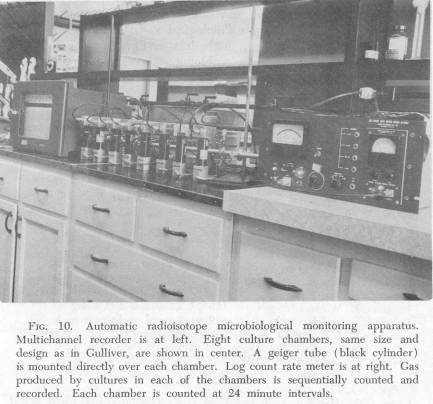 Fig. 10. Automatic radioisotope microbiological monitoring apparatus.
Multichannel recorder is at left. Eight culture chambers, same size and
design as in Gulliver, are shown in center. A geiger tube (black cylinder)
is mounted directly over each chamber. Log count rate meter is at right. Gas
produced by cultures in each of the chambers is sequentially counted and
recorded. Each chamber is counted at 24 minute intervals.